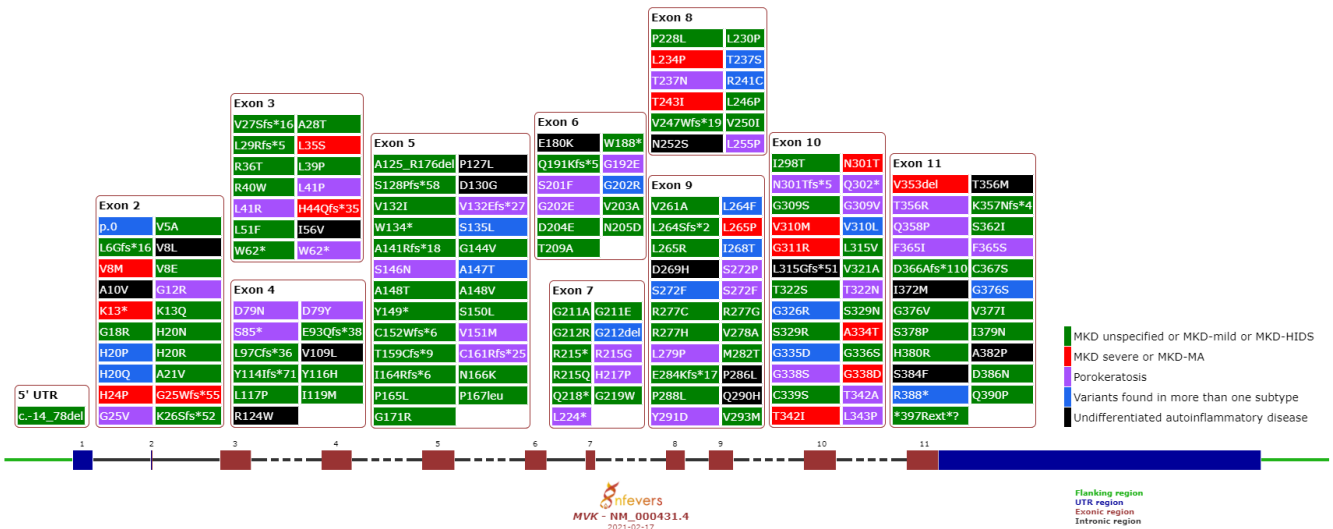 Exon 8
P228L L230P
L234P T237S
T237N R241C
T243I L246P
V247Wfs*19 V250I
N252S L255P
Exon 3
V27Sfs*16 A28T
L29Rfs*5 L35S
R36T L39P
R40W L41P
L41R H44Qfs*35
L51F I56V
W62* W62*
Exon 6
E180K W188*
Q191Kfs*5 G192E
S201F G202R
G202E V203A
D204E N205D
T209A
Exon 5
A125_R176del P127L
S128Pfs*58 D130G
V132I V132Efs*27
W134* S135L
A141Rfs*18 G144V
S146N A147T
A148T A148V
Y149* S150L
C152Wfs*6 V151M
T159Cfs*9 C161Rfs*25
I164Rfs*6 N166K
P165L P167leu
G171R
Exon 10
I298T N301T
N301Tfs*5 Q302*
G309S G309V
V310M V310L
G311R L315V
L315Gfs*51 V321A
T322S T322N
G326R S329N
S329R A334T
G335D G336S
G338S G338D
C339S T342A
T342I L343P
Exon 11
V353del T356M
T356R K357Nfs*4
Q358P S362I
F365I F365S
D366Afs*110 C367S
I372M G376S
G376V V377I
S378P I379N
H380R A382P
S384F D386N
R388* Q390P
*397Rext*?
Exon 9
V261A L264F
L264Sfs*2 L265P
L265R I268T
D269H S272P
S272F S272F
R277C R277G
R277H V278A
L279P M282T
E284Kfs*17 P286L
P288L Q290H
Y291D V293M
Exon 2
p.0 V5A
L6Gfs*16 V8L
V8M V8E
A10V G12R
K13* K13Q
G18R H20N
H20P H20R
H20Q A21V
H24P G25Wfs*55
G25V K26Sfs*52
Exon 4
D79N D79Y
S85* E93Qfs*38
L97Cfs*36 V109L
Y114Ifs*71 Y116H
L117P I119M
R124W
Exon 7
G211A G211E
G212R G212del
R215* R215G
R215Q H217P
Q218* G219W
L224*
5' UTR
c.-14_78del
MKD unspecified or MKD-mild or MKD-HIDS
MKD severe or MKD-MA
Porokeratosis
Variants found in more than one subtype
Undifferentiated autoinflammatory disease
1 2 3 4 5 6 7 8 9 10 11
nfevers
MVK - NM_000431.4
2021-02-17
Flanking region
UTR region
Exonic region
Intronic region